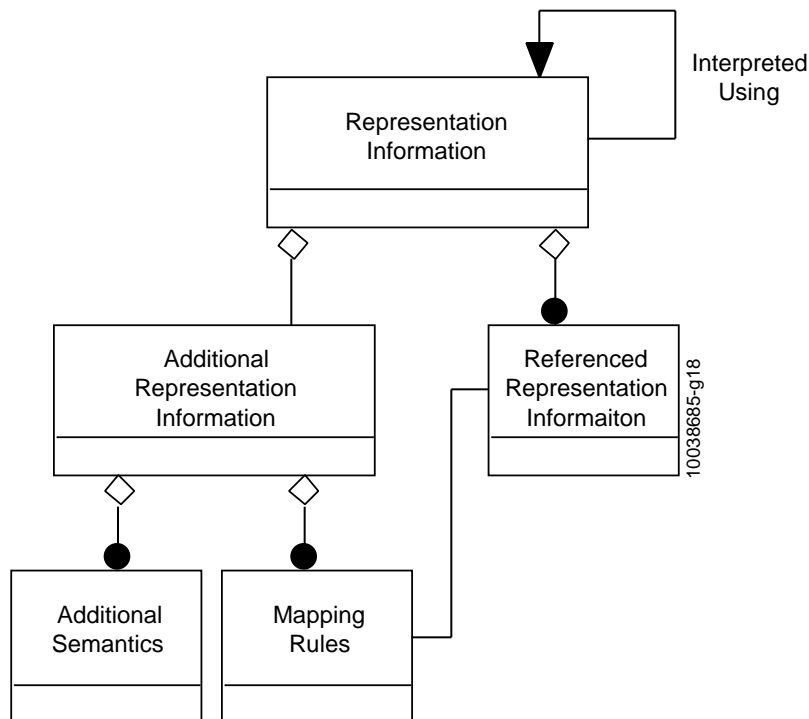 Interpreted
Using
Representation
Information
Additional
Representation
Information
Referenced
Representation
Informaiton
10038685-g18
Additional
Semantics
Mapping
Rules